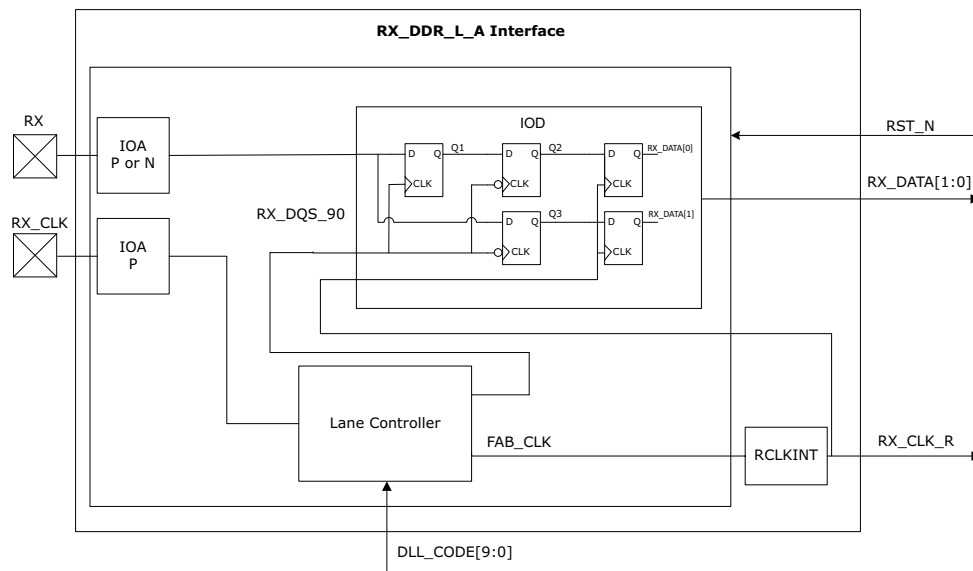 RX_DDR_L_A Interface
RX
IOA
P or N
IOD
D Q Q1 D Q Q2 D Q RX_DATA[0]
CLK CLK CLK
RX_DQS_90
D Q Q3 D Q RX_DATA[1]
CLK CLK
RST_N
RX_DATA[1:0]
RX_CLK
IOA
P
Lane Controller
FAB_CLK
RCLKINT
RX_CLK_R
DLL_CODE[9:0]